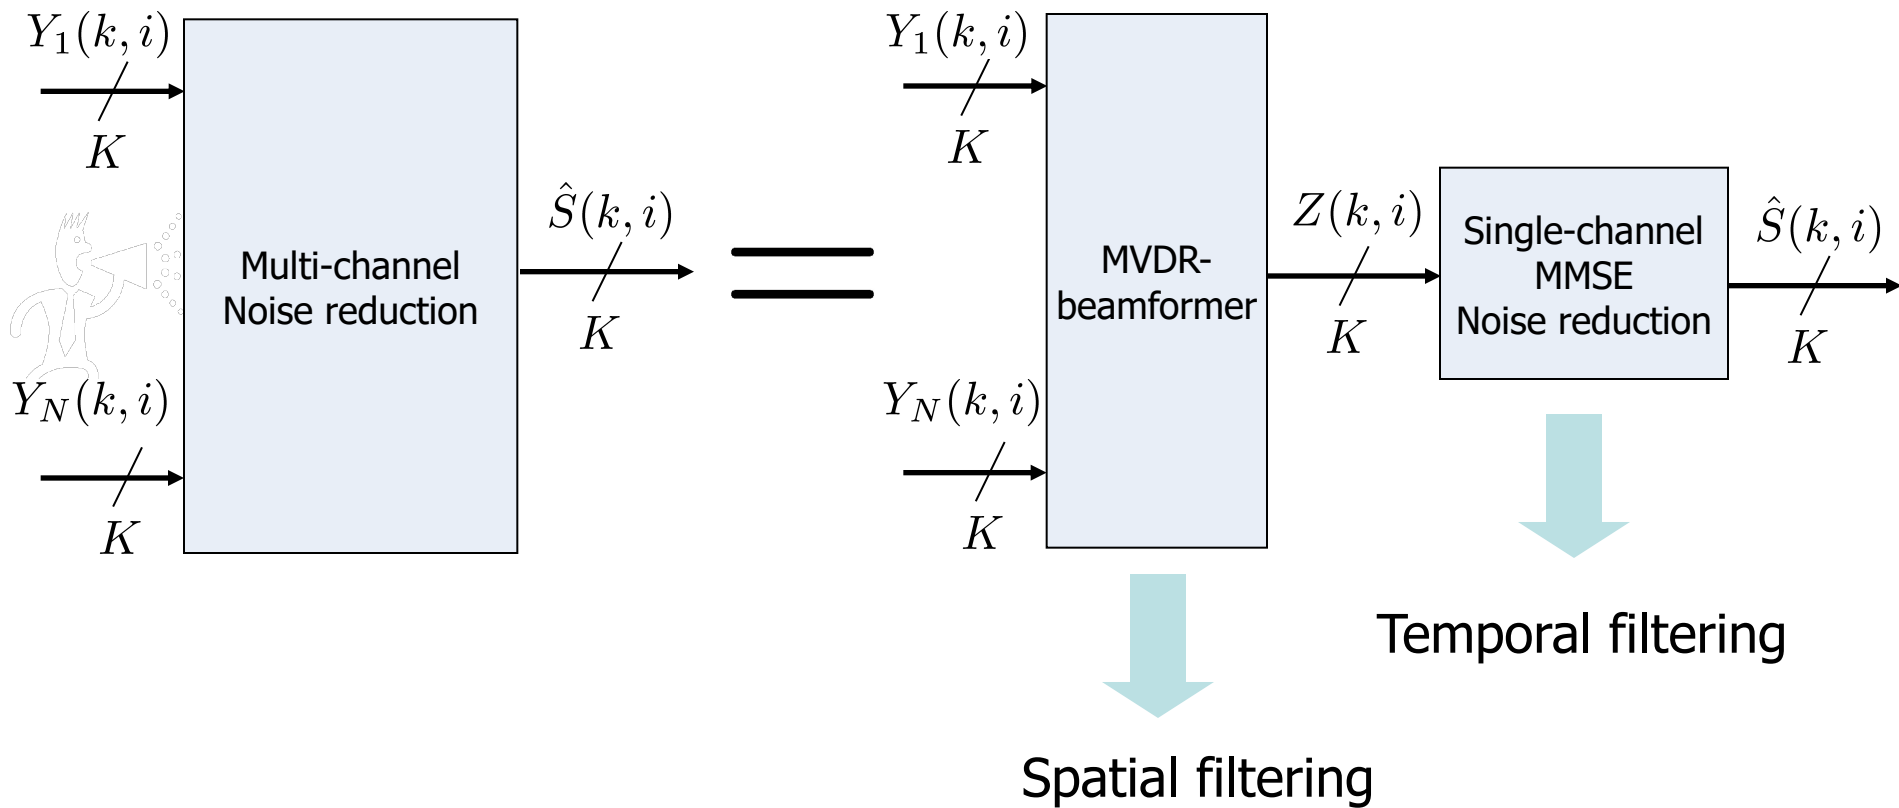 Y_1(k, i)
K
Multi-channel
Noise reduction
Y_N(k, i)
K
Ŝ(k, i)
K
=
Y_1(k, i)
K
Y_N(k, i)
K
MVDR-
beamformer
Z(k, i)
K
Single-channel
MMSE
Noise reduction
Ŝ(k, i)
K
Temporal filtering
Spatial filtering